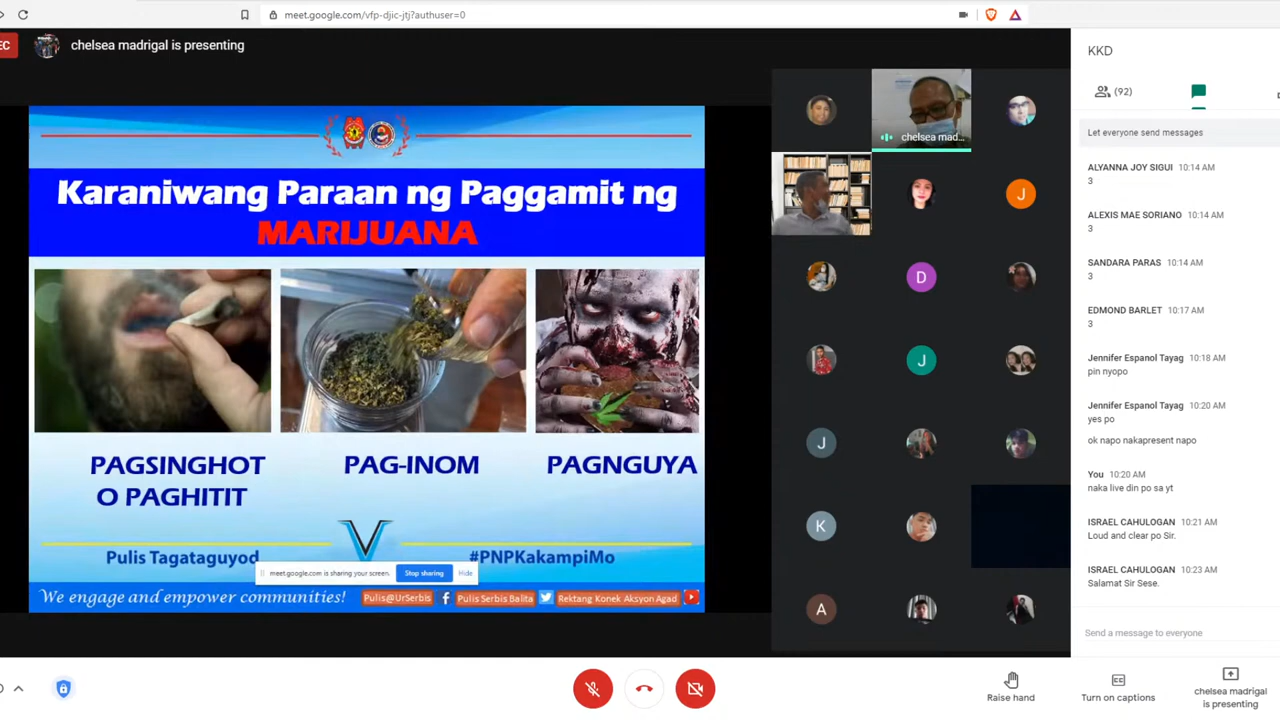 meet.google.com/vfp-djic-jtj?authuser=0
EC
chelsea madrigal is presenting
Karaniwang Paraan ng Paggamit ng
MARIJUANA
PAGSINGHOT
O PAGHITIT
PAG-INOM
PAGNGUYA
Pulis Tagataguyod
#PNPKakampiMo
meet.google.com is sharing your screen.
Stop sharing
Hide
We engage and empower communities!
Pulis@UrSerbis
Pulis Serbis Balita
Rektang Konek Aksyon Agad
chelsea mad...
J
D
J
J
K
A
KKD
(92)
Let everyone send messages
ALYANNA JOY SIGUI 10:14 AM
3
ALEXIS MAE SORIANO 10:14 AM
3
SANDARA PARAS 10:14 AM
3
EDMOND BARLET 10:17 AM
3
Jennifer Espanol Tayag 10:18 AM
pin nyopo
Jennifer Espanol Tayag 10:20 AM
yes po
ok napo nakapresent napo
You 10:20 AM
naka live din po sa yt
ISRAEL CAHULOGAN 10:21 AM
Loud and clear po Sir.
ISRAEL CAHULOGAN 10:23 AM
Salamat Sir Sese.
Send a message to everyone
Raise hand
Turn on captions
chelsea madrigal
is presenting